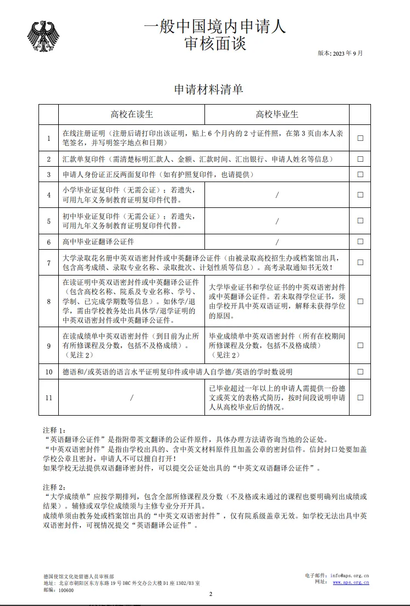 一般中国境内申请人
审核面谈
版本: 2023 年 9 月
申请材料清单
高校在读生
高校毕业生
1
在线注册证明（注册后请打印出该证明，贴上 6 个月内的 2 寸证件照，在第 3 页由本人亲
笔签名，并写明签字地点和日期）
□
2
汇款单复印件（需清楚标明汇款人、金额、汇款时间、汇出银行、申请人姓名等信息）
□
3
申请人身份证正反两面复印件（如有护照复印件，也请提供）
□
4
小学毕业证复印件（无需公证）；若遗失，
可用九年义务制教育证明复印件代替。
/
□
5
初中毕业证复印件（无需公证）；若遗失，
可用九年义务制教育证明复印件代替。
/
□
6
高中毕业证翻译公证件
/
□
7
大学录取花名册中英双语密封件或中英翻译公证件（由被录取高校招生办或档案馆出具，
包含高考成绩、录取专业名称、录取批次、计划性质等信息）。高考录取通知书无效！
□
8
在读证明中英双语密封件或中英翻译公证件
（包含高校名称、院系及专业名称、学号、
学制、已完成学期数等信息）。如休学/退
学，需由学校教务处出具休学/退学证明的
中英双语密封件或中英翻译公证件。
大学毕业证书和学位证书的中英双语密封件
或中英翻译公证件。若未取得学位证书，须
由学校开具中英双语证明，解释未获得学位
的原因。
□
9
在读成绩单中英双语密封件（到目前为止所
有所修课程及分数，包括不及格成绩）。
（见注 2）
毕业成绩单中英双语密封件（所有在校期间
所修课程及分数，包括不及格成绩）
（见注 2）
□
10
德语和/或英语的语言水平证明复印件或申请人自学德/英语的学时数说明
□
11
/
已毕业超过一年以上的申请人需提供一份德
文或英文的表格式简历，按时间段说明申请
人从高校毕业后的情况。
□
注释 1：
“英语翻译公证件”是指附带英文翻译的公证件原件，具体办理方法请咨询当地的公证处。
“中英双语密封件”是指由学校出具的、含中英文材料原件且加盖公章的密封信件。信封封口处要加盖
学校公章且密封，申请人不可以擅自打开！
如果学校无法提供双语翻译密封件，可以提交公证处出具的“中英文双语翻译公证件”。
注释 2：
“大学成绩单”应按学期排列，包含全部所修课程及分数（不及格或未通过的课程也要明确列出成绩或
结果）。辅修或双学位成绩须与主修专业分开开具。
成绩单须由教务处或档案馆出具的“中英文双语密封件”，仅有院系级盖章无效。如学校无法出具中英
双语密封件，可视情况提交“英语翻译公证件”。
德国驻华使馆文化处留德人员审核部
地址: 北京市朝阳区东方东路 19 号 DRC 外交办公大楼 D1 座 1302/03 室
邮编: 100600
电子邮件: info@aps.org.cn
网址: www.aps.org.cn
2